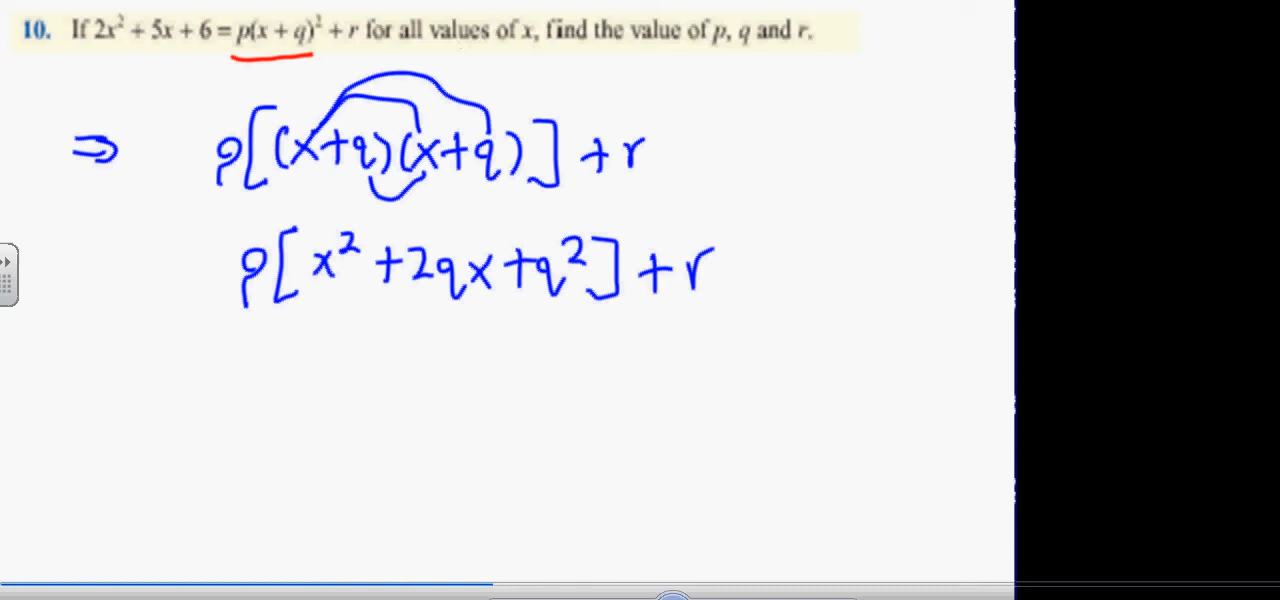 10. If 2x² + 5x + 6 = p(x + q)² + r for all values of x, find the value of p, q and r.
⇒ p[(x+q)(x+q)] + r
p[x² + 2qx + q²] + r